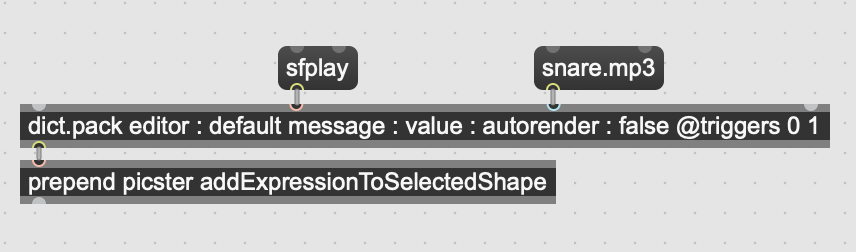 sfplay
snare.mp3
dict.pack editor : default message : value : autorender : false @triggers 0 1
prepend picster addExpressionToSelectedShape